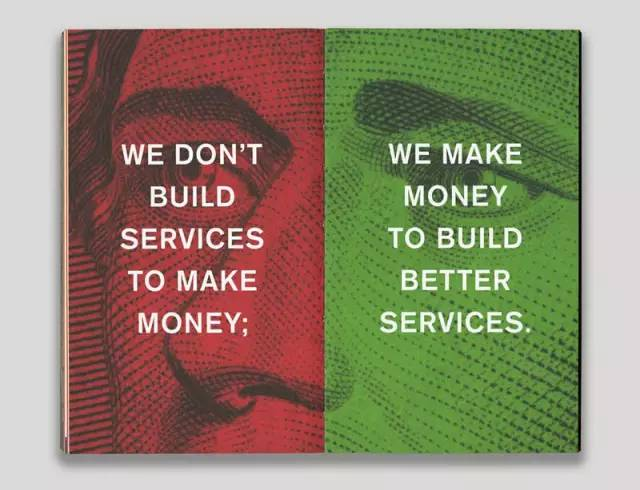 WE DON'T
BUILD
SERVICES
TO MAKE
MONEY;
WE MAKE
MONEY
TO BUILD
BETTER
SERVICES.